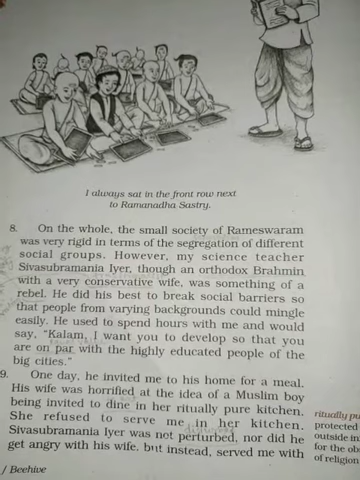 I always sat in the front row next
to Ramanadha Sastry.
8. On the whole, the small society of Rameswaram
was very rigid in terms of the segregation of different
social groups. However, my science teacher
Sivasubramania Iyer, though an orthodox Brahmin
with a very conservative wife, was something of a
rebel. He did his best to break social barriers so
that people from varying backgrounds could mingle
easily. He used to spend hours with me and would
say, “Kalam, I want you to develop so that you
are on par with the highly educated people of the
big cities.”
9. One day, he invited me to his home for a meal.
His wife was horrified at the idea of a Muslim boy
being invited to dine in her ritually pure kitchen.
She refused to serve me in her kitchen.
Sivasubramania Iyer was not perturbed, nor did he
get angry with his wife, but instead, served me with
ritually pu
protected
outside in
for the obs
of religion
/ Beehive